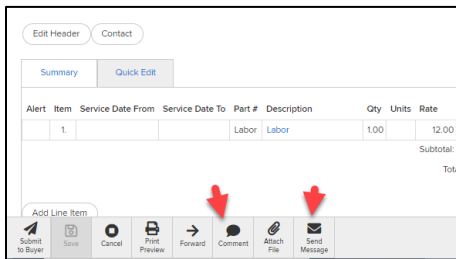 Edit Header Contact
Summary Quick Edit
Alert Item Service Date From Service Date To Part # Description Qty Units Rate
1. Labor Labor 1.00 12.00
Subtotal:
Tota
Add Line Item
Submit to Buyer Save Cancel Print Preview Forward Comment Attach File Send Message